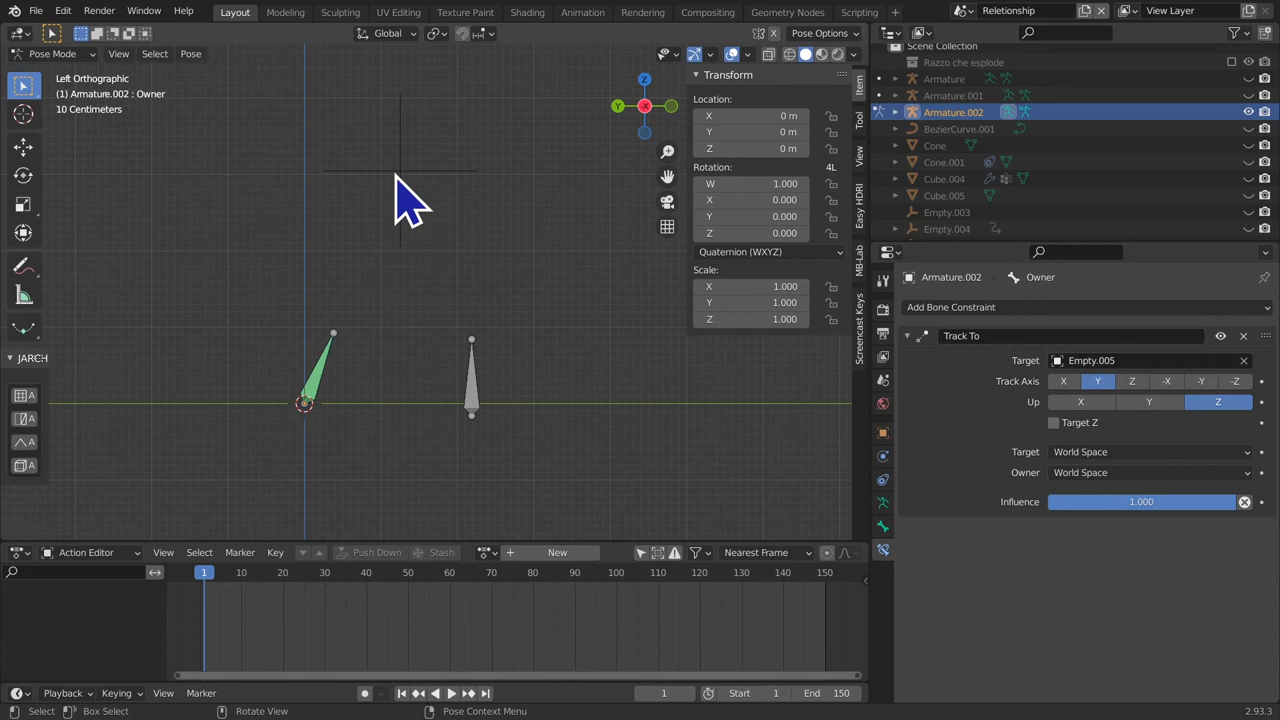 File Edit Render Window Help Layout Modeling Sculpting UV Editing Texture Paint Shading Animation Rendering Compositing Geometry Nodes Scripting Relationship View Layer
Global Pose Options
Pose Mode View Select Pose
Left Orthographic
(1) Armature.002 : Owner
10 Centimeters
Z
Y
X
JARCH
A
A
A
A
Transform
Location:
X 0 m
Y 0 m
Z 0 m
Rotation: 4L
W 1.000
X 0.000
Y 0.000
Z 0.000
Quaternion (WXYZ)
Scale:
X 1.000
Y 1.000
Z 1.000
Item
Tool
View
Easy HDRI
MB-Lab
Screencast Keys
Scene Collection
Razzo che esplode
Armature
Armature.001
Armature.002
BezierCurve.001
Cone
Cone.001
Cube.004
Cube.005
Empty.003
Empty.004
Armature.002 Owner
Add Bone Constraint
Track To
Target Empty.005
Track Axis X Y Z -X -Y -Z
Up X Y Z
Target Z
Target World Space
Owner World Space
Influence 1.000
Action Editor View Select Marker Key Push Down Stash New Nearest Frame
1 10 20 30 40 50 60 70 80 90 100 110 120 130 140 150
Playback Keying View Marker 1 Start 1 End 150
Select Box Select Rotate View Pose Context Menu 2.93.3